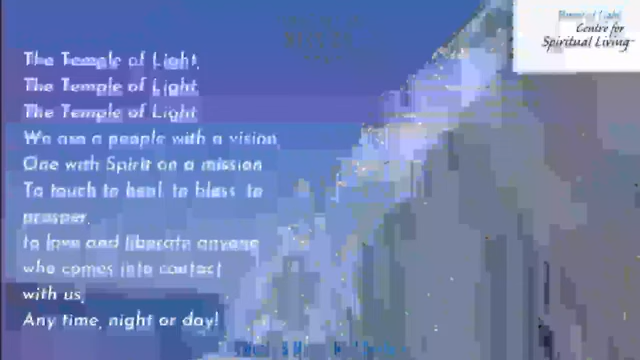 The Temple of Light,
The Temple of Light,
The Temple of Light
We are a people with a vision
One with Spirit on a mission
To touch to heal to bless to
prosper,
to love and liberate anyone
who comes into contact
with us,
Any time, night or day!
of Light
Centre for
Spiritual Living